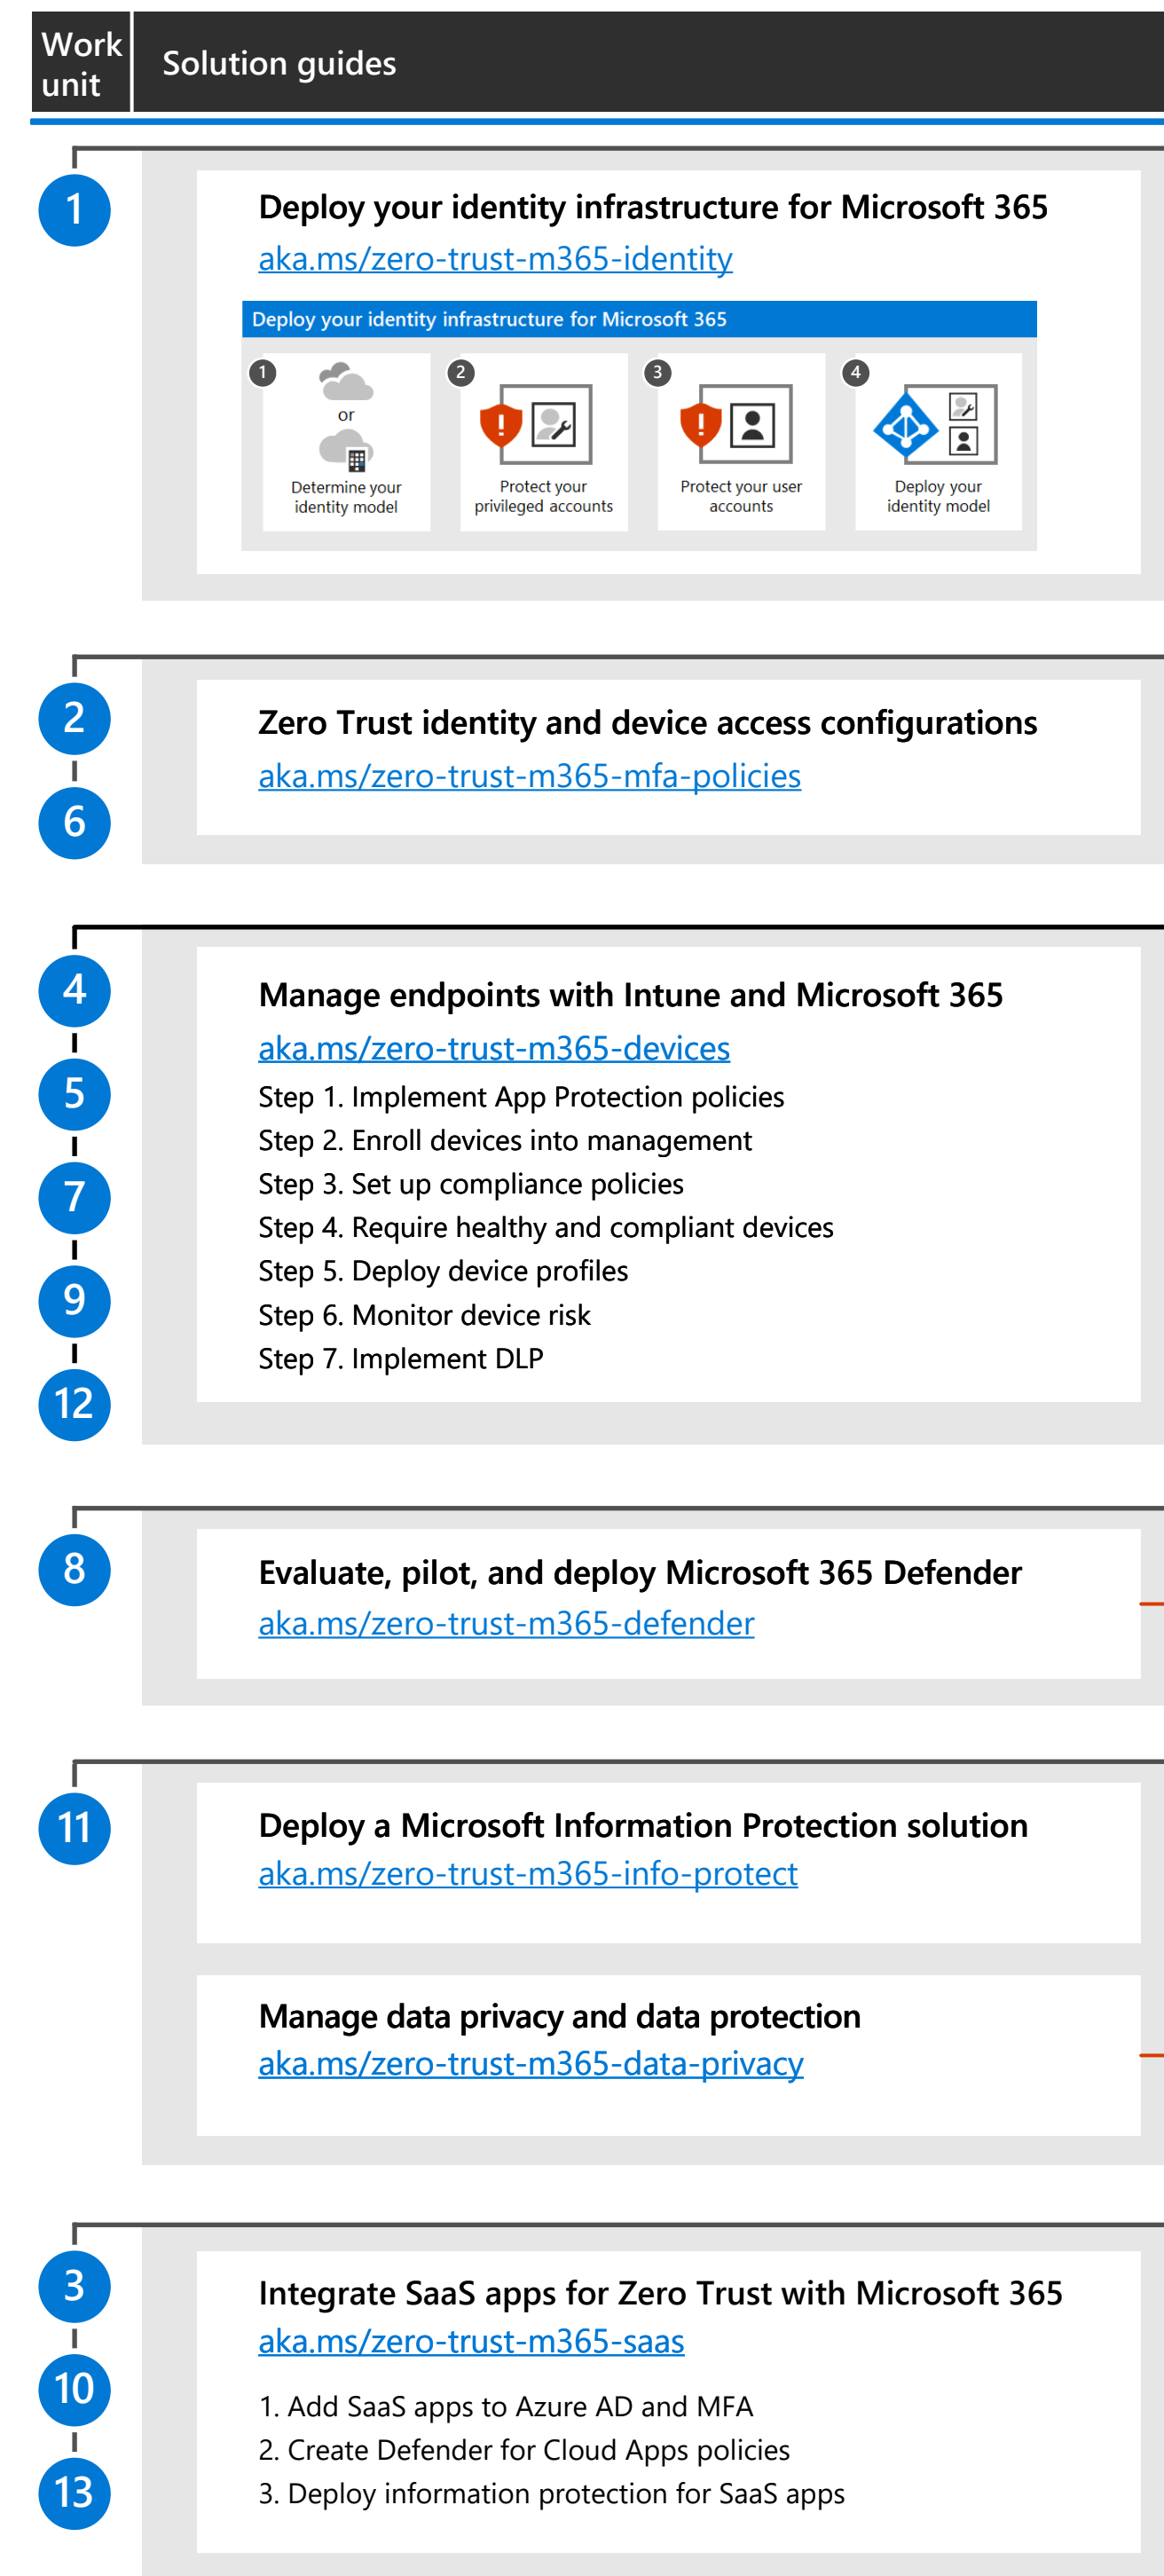 Work
unit
Solution guides
1
Deploy your identity infrastructure for Microsoft 365
aka.ms/zero-trust-m365-identity
Deploy your identity infrastructure for Microsoft 365
1
or
Determine your
identity model
2
Protect your
privileged accounts
3
Protect your user
accounts
4
Deploy your
identity model
2
6
Zero Trust identity and device access configurations
aka.ms/zero-trust-m365-mfa-policies
4
5
7
9
12
Manage endpoints with Intune and Microsoft 365
aka.ms/zero-trust-m365-devices
Step 1. Implement App Protection policies
Step 2. Enroll devices into management
Step 3. Set up compliance policies
Step 4. Require healthy and compliant devices
Step 5. Deploy device profiles
Step 6. Monitor device risk
Step 7. Implement DLP
8
Evaluate, pilot, and deploy Microsoft 365 Defender
aka.ms/zero-trust-m365-defender
11
Deploy a Microsoft Information Protection solution
aka.ms/zero-trust-m365-info-protect
Manage data privacy and data protection
aka.ms/zero-trust-m365-data-privacy
3
10
13
Integrate SaaS apps for Zero Trust with Microsoft 365
aka.ms/zero-trust-m365-saas
1. Add SaaS apps to Azure AD and MFA
2. Create Defender for Cloud Apps policies
3. Deploy information protection for SaaS apps